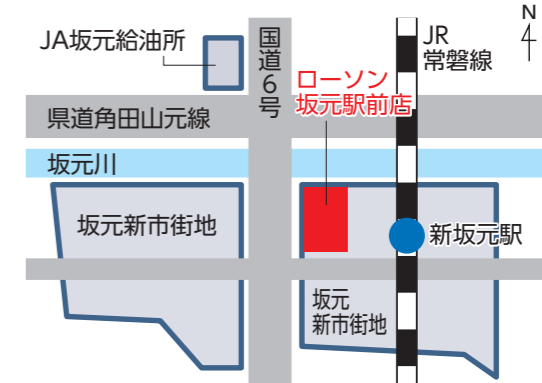 N
JA坂元給油所
国道6号
JR
常磐線
ローソン
坂元駅前店
県道角田山元線
坂元川
坂元新市街地
新坂元駅
坂元
新市街地